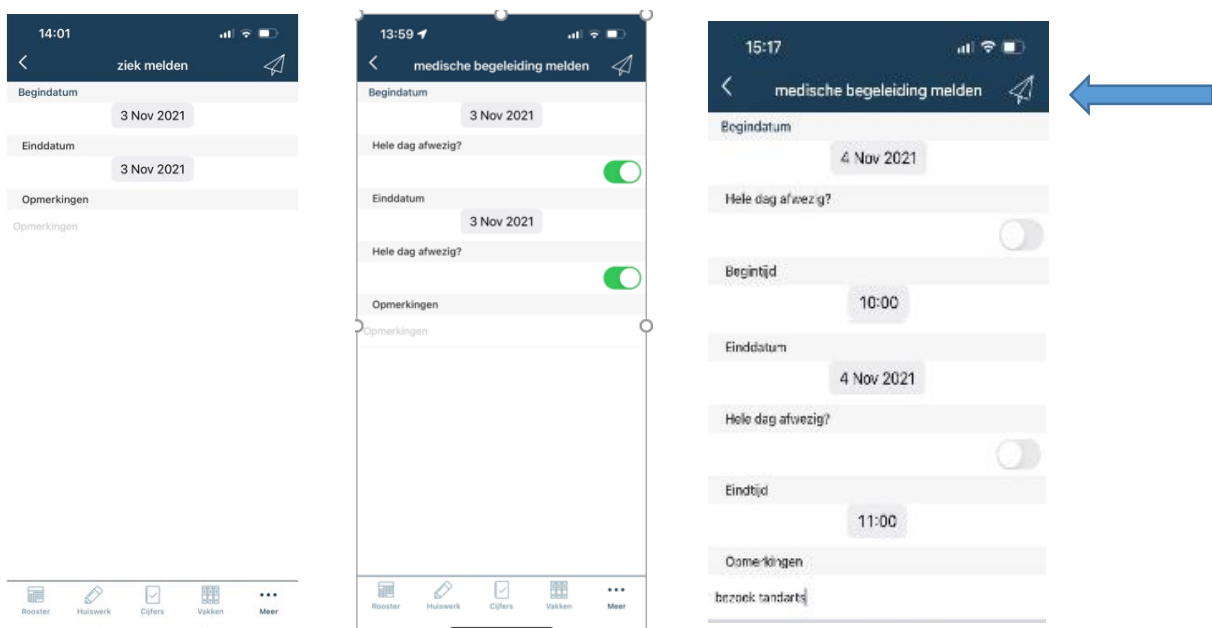 14:01
ziek melden
Begindatum
3 Nov 2021
Einddatum
3 Nov 2021
Opmerkingen
Opmerkingen
Rooster Huiswerk Cijfers Vakken Meer
13:59
medische begeleiding melden
Begindatum
3 Nov 2021
Hele dag afwezig?
Einddatum
3 Nov 2021
Hele dag afwezig?
Opmerkingen
Opmerkingen
Rooster Huiswerk Cijfers Vakken Meer
15:17
medische begeleiding melden
Begindatum
4 Nov 2021
Hele dag afwezig?
Begintijd
10:00
Einddatum
4 Nov 2021
Hele dag afwezig?
Eindtijd
11:00
Opmerkingen
bezoek tandarts